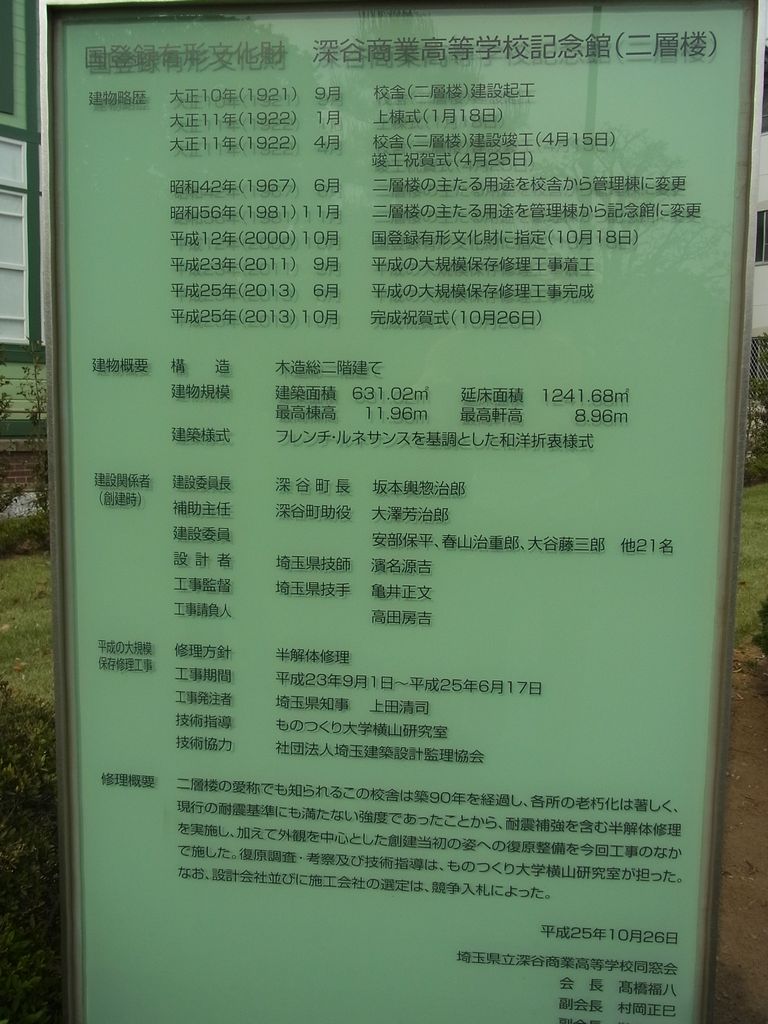 国登録有形文化財 深谷商業高等学校記念館(二層楼)
建物略歴 大正10年(1921) 9月 校舎(二層楼)建設起工
大正11年(1922) 1月 上棟式(1月18日)
大正11年(1922) 4月 校舎(二層楼)建設竣工(4月15日)
竣工祝賀式(4月25日)
昭和42年(1967) 6月 二層楼の主たる用途を校舎から管理棟に変更
昭和56年(1981) 11月 二層楼の主たる用途を管理棟から記念館に変更
平成12年(2000) 10月 国登録有形文化財に指定(10月18日)
平成23年(2011) 9月 平成の大規模保存修理工事着工
平成25年(2013) 6月 平成の大規模保存修理工事完成
平成25年(2013) 10月 完成祝賀式(10月26日)
建物概要 構造 木造総二階建て
建物規模 建築面積 631.02㎡ 延床面積 1241.68㎡
最高棟高 11.96m 最高軒高 8.96m
建築様式 フレンチ・ルネサンスを基調とした和洋折衷様式
建設関係者 建設委員長 深谷町長 坂本與惣治郎
(創建時) 補助主任 深谷町助役 大澤芳治郎
建設委員 安部保平、春山治重郎、大谷藤三郎 他21名
設計者 埼玉県技師 濱名源吉
工事監督 埼玉県技手 亀井正文
工事請負人 高田房吉
平成の大規模 修理方針 半解体修理
保存修理工事 工事期間 平成23年9月1日～平成25年6月17日
工事発注者 埼玉県知事 上田清司
技術指導 ものつくり大学横山研究室
技術協力 社団法人埼玉建築設計監理協会
修理概要 二層楼の愛称でも知られるこの校舎は築90年を経過し、各所の老朽化は著しく、
現行の耐震基準にも満たない強度であったことから、耐震補強を含む半解体修理
を実施し、加えて外観を中心とした創建当初の姿への復原整備を今回工事のなか
で施した。復原調査・考察及び技術指導は、ものつくり大学横山研究室が担った。
なお、設計会社並びに施工会社の選定は、競争入札によった。
平成25年10月26日
埼玉県立深谷商業高等学校同窓会
会長 髙橋福八
副会長 村岡正巳
副会長